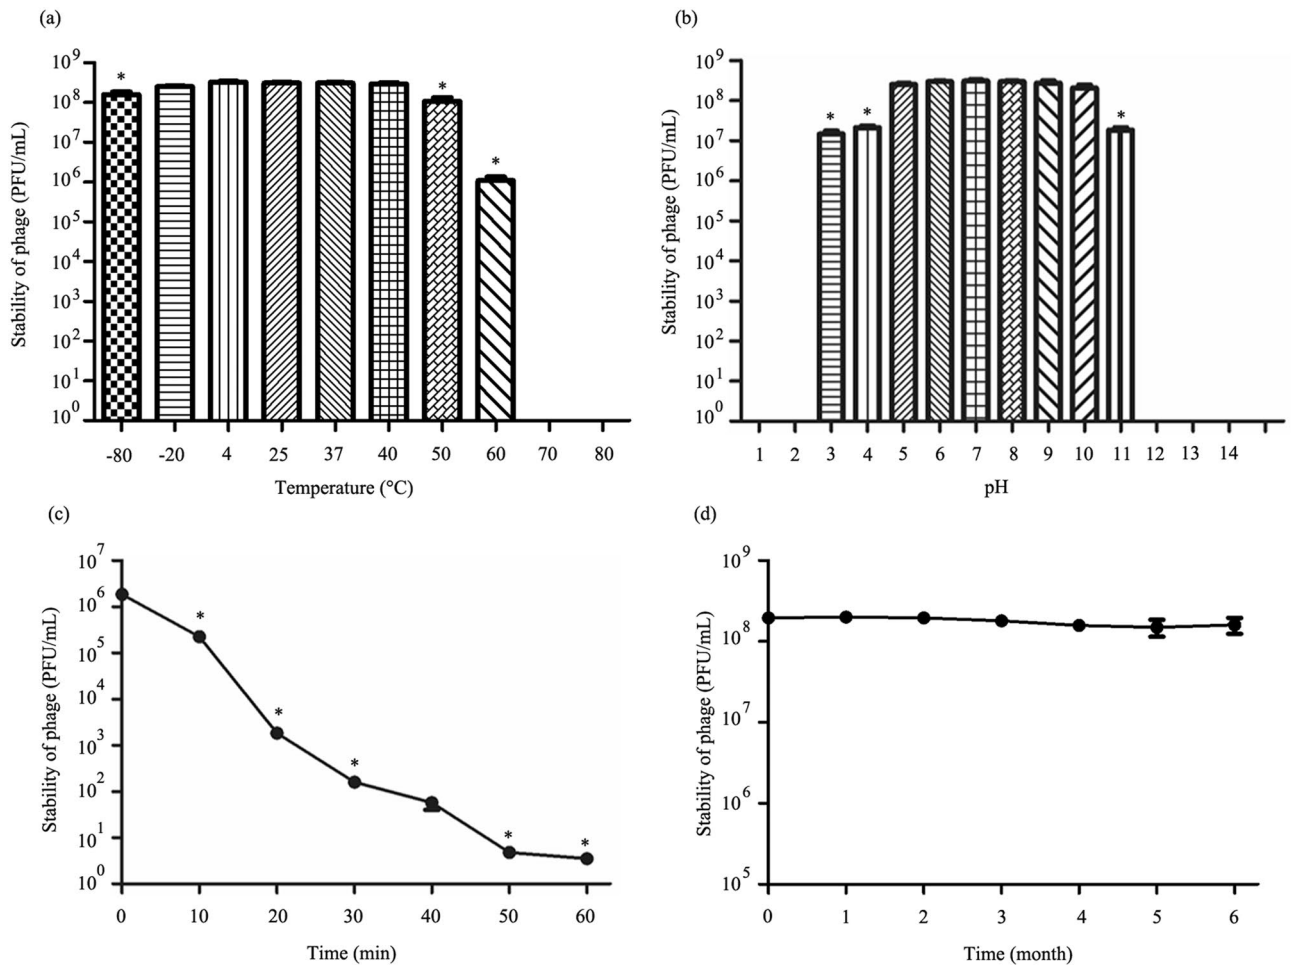 (a)
Stability of phage (PFU/mL)
10^9
10^8
10^7
10^6
10^5
10^4
10^3
10^2
10^1
10^0
* * *
-80 -20 4 25 37 40 50 60 70 80
Temperature (°C)
(b)
Stability of phage (PFU/mL)
10^9
10^8
10^7
10^6
10^5
10^4
10^3
10^2
10^1
10^0
* * *
1 2 3 4 5 6 7 8 9 10 11 12 13 14
pH
(c)
Stability of phage (PFU/mL)
10^7
10^6
10^5
10^4
10^3
10^2
10^1
10^0
* * * * *
0 10 20 30 40 50 60
Time (min)
(d)
Stability of phage (PFU/mL)
10^9
10^8
10^7
10^6
10^5
0 1 2 3 4 5 6
Time (month)